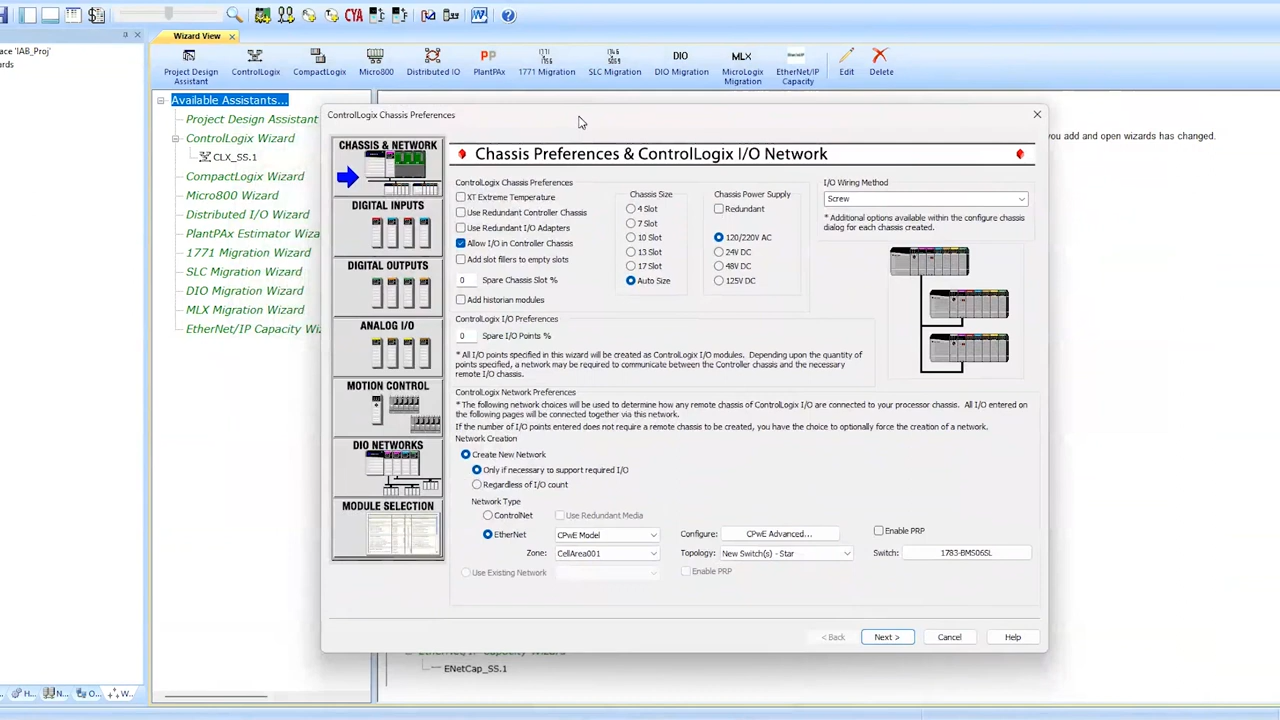 CYA
ace 'IAB_Proj'
ards
Wizard View
Project Design
Assistant
ControlLogix
CompactLogix
Micro800
Distributed IO
PP
PlantPAx
1771 Migration
SLC Migration
DIO
DIO Migration
MLX
MicroLogix
Migration
EtherNet/IP
Capacity
Edit
Delete
Available Assistants...
Project Design Assistant
ControlLogix Wizard
CLX_SS.1
CompactLogix Wizard
Micro800 Wizard
Distributed I/O Wizard
PlantPAx Estimator Wiza
1771 Migration Wizard
SLC Migration Wizard
DIO Migration Wizard
MLX Migration Wizard
EtherNet/IP Capacity Wi
you add and open wizards has changed.
ControlLogix Chassis Preferences
CHASSIS & NETWORK
DIGITAL INPUTS
DIGITAL OUTPUTS
ANALOG I/O
MOTION CONTROL
DIO NETWORKS
MODULE SELECTION
Chassis Preferences & ControlLogix I/O Network
ControlLogix Chassis Preferences
XT Extreme Temperature
Use Redundant Controller Chassis
Use Redundant I/O Adapters
Allow I/O in Controller Chassis
Add slot fillers to empty slots
0 Spare Chassis Slot %
Add historian modules
Chassis Size
4 Slot
7 Slot
10 Slot
13 Slot
17 Slot
Auto Size
Chassis Power Supply
Redundant
120/220V AC
24V DC
48V DC
125V DC
I/O Wiring Method
Screw
* Additional options available within the configure chassis
dialog for each chassis created.
ControlLogix I/O Preferences
0 Spare I/O Points %
* All I/O points specified in this wizard will be created as ControlLogix I/O modules. Depending upon the quantity of
points specified, a network may be required to communicate between the Controller chassis and the necessary
remote I/O chassis.
ControlLogix Network Preferences
* The following network choices will be used to determine how any remote chassis of ControlLogix I/O are connected to your processor chassis. All I/O entered on
the following pages will be connected together via this network.
If the number of I/O points entered does not require a remote chassis to be created, you have the choice to optionally force the creation of a network.
Network Creation
Create New Network
Only if necessary to support required I/O
Regardless of I/O count
Network Type
ControlNet
Use Redundant Media
EtherNet
CPwE Model
Configure:
CPwE Advanced...
Enable PRP
Zone:
CellArea001
Topology:
New Switch(s) - Star
Switch:
1783-BMS06SL
Use Existing Network
Enable PRP
< Back
Next >
Cancel
Help
ENetCap_SS.1
H...
N...
O...
W...